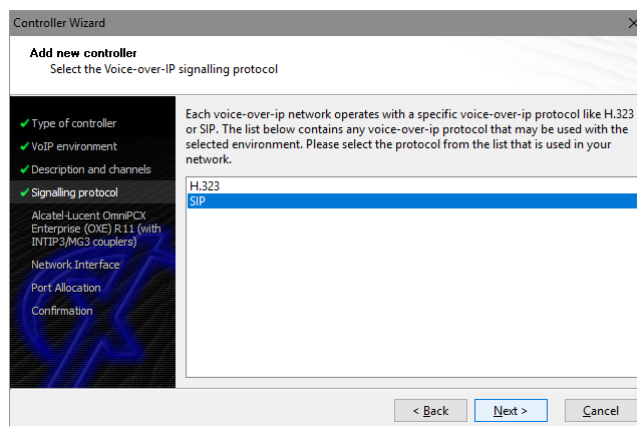 Controller Wizard
Add new controller
Select the Voice-over-IP signalling protocol
Type of controller
VoIP environment
Description and channels
Signalling protocol
Alcatel-Lucent OmniPCX
Enterprise (OXE) R11 (with
INTIP3/MG3 couplers)
Network Interface
Port Allocation
Confirmation
Each voice-over-ip network operates with a specific voice-over-ip protocol like H.323
or SIP. The list below contains any voice-over-ip protocol that may be used with the
selected environment. Please select the protocol from the list that is used in your
network.
H.323
SIP
< Back
Next >
Cancel